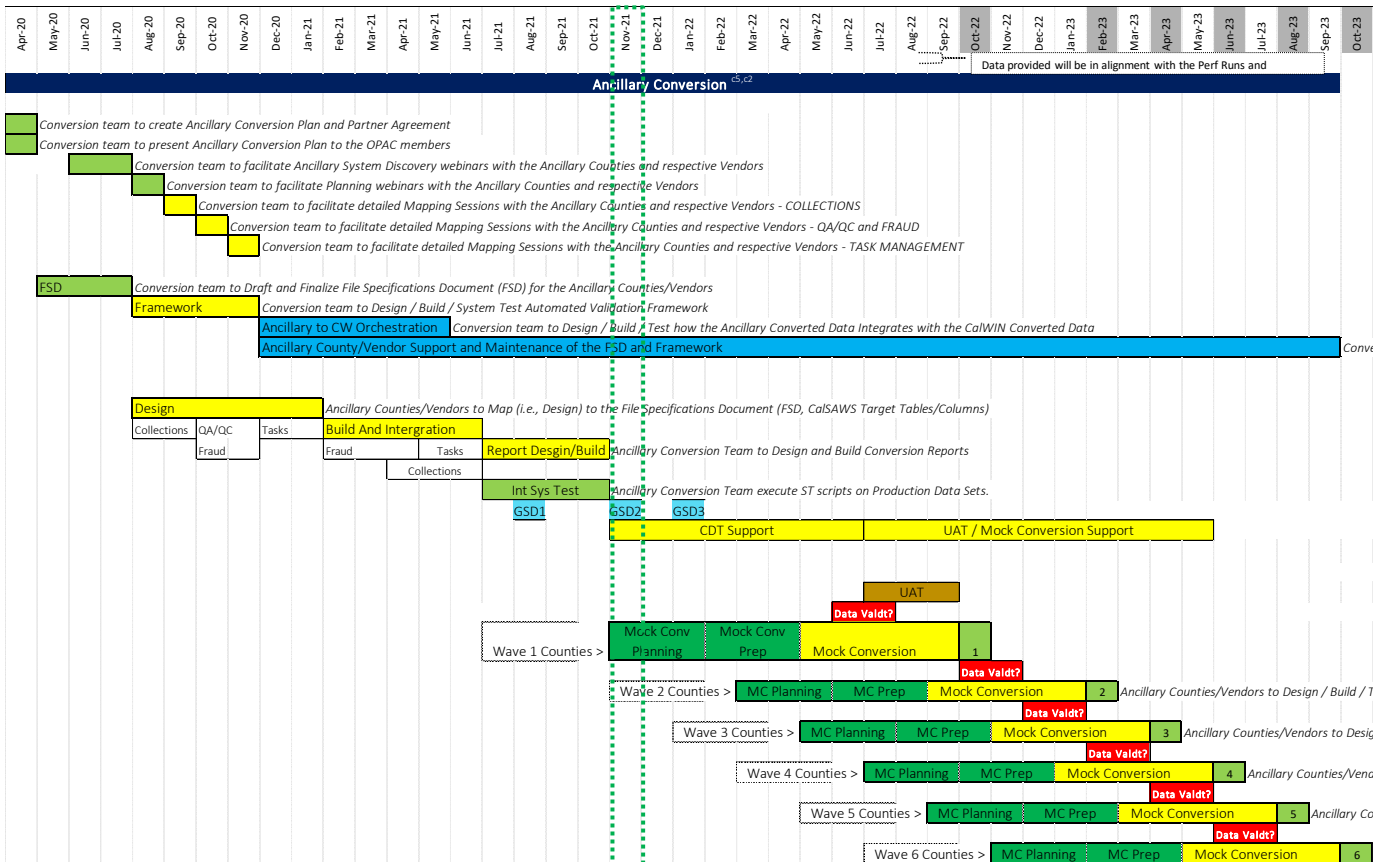 Apr-20 May-20 Jun-20 Jul-20 Aug-20 Sep-20 Oct-20 Nov-20 Dec-20 Jan-21 Feb-21 Mar-21 Apr-21 May-21 Jun-21 Jul-21 Aug-21 Sep-21 Oct-21 Nov-21 Dec-21 Jan-22 Feb-22 Mar-22 Apr-22 May-22 Jun-22 Jul-22 Aug-22 Sep-22 Oct-22 Nov-22 Dec-22 Jan-23 Feb-23 Mar-23 Apr-23 May-23 Jun-23 Jul-23 Aug-23 Sep-23 Oct-23
Data provided will be in alignment with the Perf Runs and
Ancillary Conversion c5,c2
Conversion team to create Ancillary Conversion Plan and Partner Agreement
Conversion team to present Ancillary Conversion Plan to the OPAC members
Conversion team to facilitate Ancillary System Discovery webinars with the Ancillary Counties and respective Vendors
Conversion team to facilitate Planning webinars with the Ancillary Counties and respective Vendors
Conversion team to facilitate detailed Mapping Sessions with the Ancillary Counties and respective Vendors - COLLECTIONS
Conversion team to facilitate detailed Mapping Sessions with the Ancillary Counties and respective Vendors - QA/QC and FRAUD
Conversion team to facilitate detailed Mapping Sessions with the Ancillary Counties and respective Vendors - TASK MANAGEMENT
FSD Conversion team to Draft and Finalize File Specifications Document (FSD) for the Ancillary Counties/Vendors
Framework Conversion team to Design / Build / System Test Automated Validation Framework
Ancillary to CW Orchestration Conversion team to Design / Build / Test how the Ancillary Converted Data Integrates with the CalWIN Converted Data
Ancillary County/Vendor Support and Maintenance of the FSD and Framework Conve
Design Ancillary Counties/Vendors to Map (i.e., Design) to the File Specifications Document (FSD, CalSAWS Target Tables/Columns)
Collections QA/QC Tasks Build And Intergration
Fraud Fraud Tasks Report Desgin/Build Ancillary Conversion Team to Design and Build Conversion Reports
Collections
Int Sys Test Ancillary Conversion Team execute ST scripts on Production Data Sets.
GSD1 GSD2 GSD3
CDT Support UAT / Mock Conversion Support
UAT
Data Valdt?
Wave 1 Counties > Mock Conv Planning Mock Conv Prep Mock Conversion 1
Data Valdt?
Wave 2 Counties > MC Planning MC Prep Mock Conversion 2 Ancillary Counties/Vendors to Design / Build / T
Data Valdt?
Wave 3 Counties > MC Planning MC Prep Mock Conversion 3 Ancillary Counties/Vendors to Desig
Data Valdt?
Wave 4 Counties > MC Planning MC Prep Mock Conversion 4 Ancillary Counties/Vend
Data Valdt?
Wave 5 Counties > MC Planning MC Prep Mock Conversion 5 Ancillary Co
Data Valdt?
Wave 6 Counties > MC Planning MC Prep Mock Conversion 6